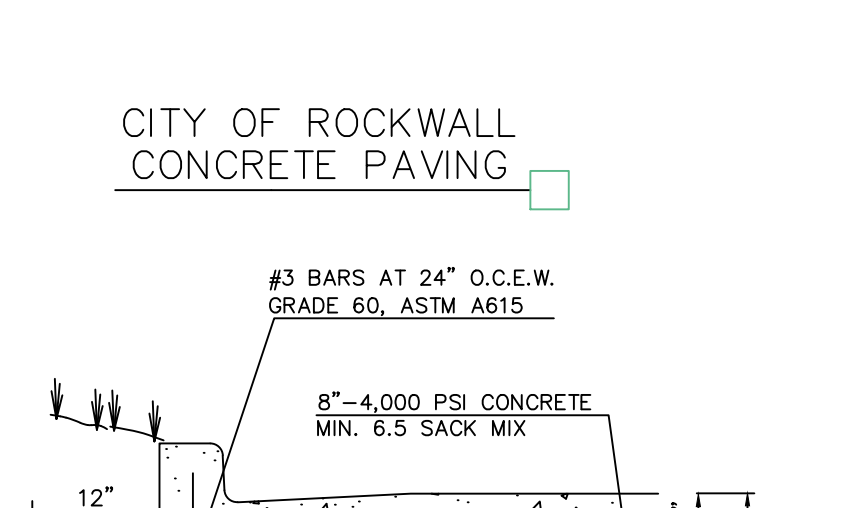 CITY OF ROCKWALL
CONCRETE PAVING
#3 BARS AT 24" O.C.E.W.
GRADE 60, ASTM A615
8"-4,000 PSI CONCRETE
MIN. 6.5 SACK MIX
12"